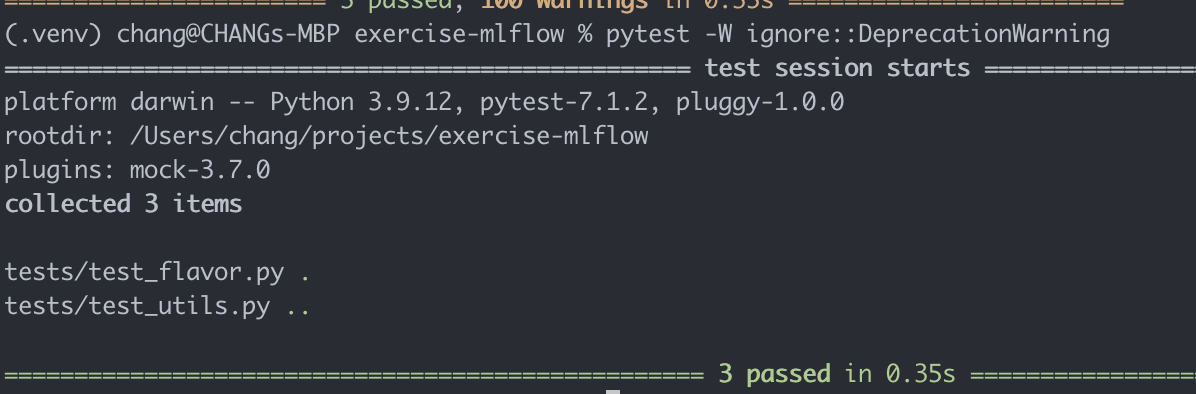 ======================= 3 passed, 100 warnings in 0.35s =========================
(.venv) chang@CHANGs-MBP exercise-mlflow % pytest -W ignore::DeprecationWarning
================================================= test session starts ===============
platform darwin -- Python 3.9.12, pytest-7.1.2, pluggy-1.0.0
rootdir: /Users/chang/projects/exercise-mlflow
plugins: mock-3.7.0
collected 3 items
tests/test_flavor.py .
tests/test_utils.py ..
================================================== 3 passed in 0.35s ================